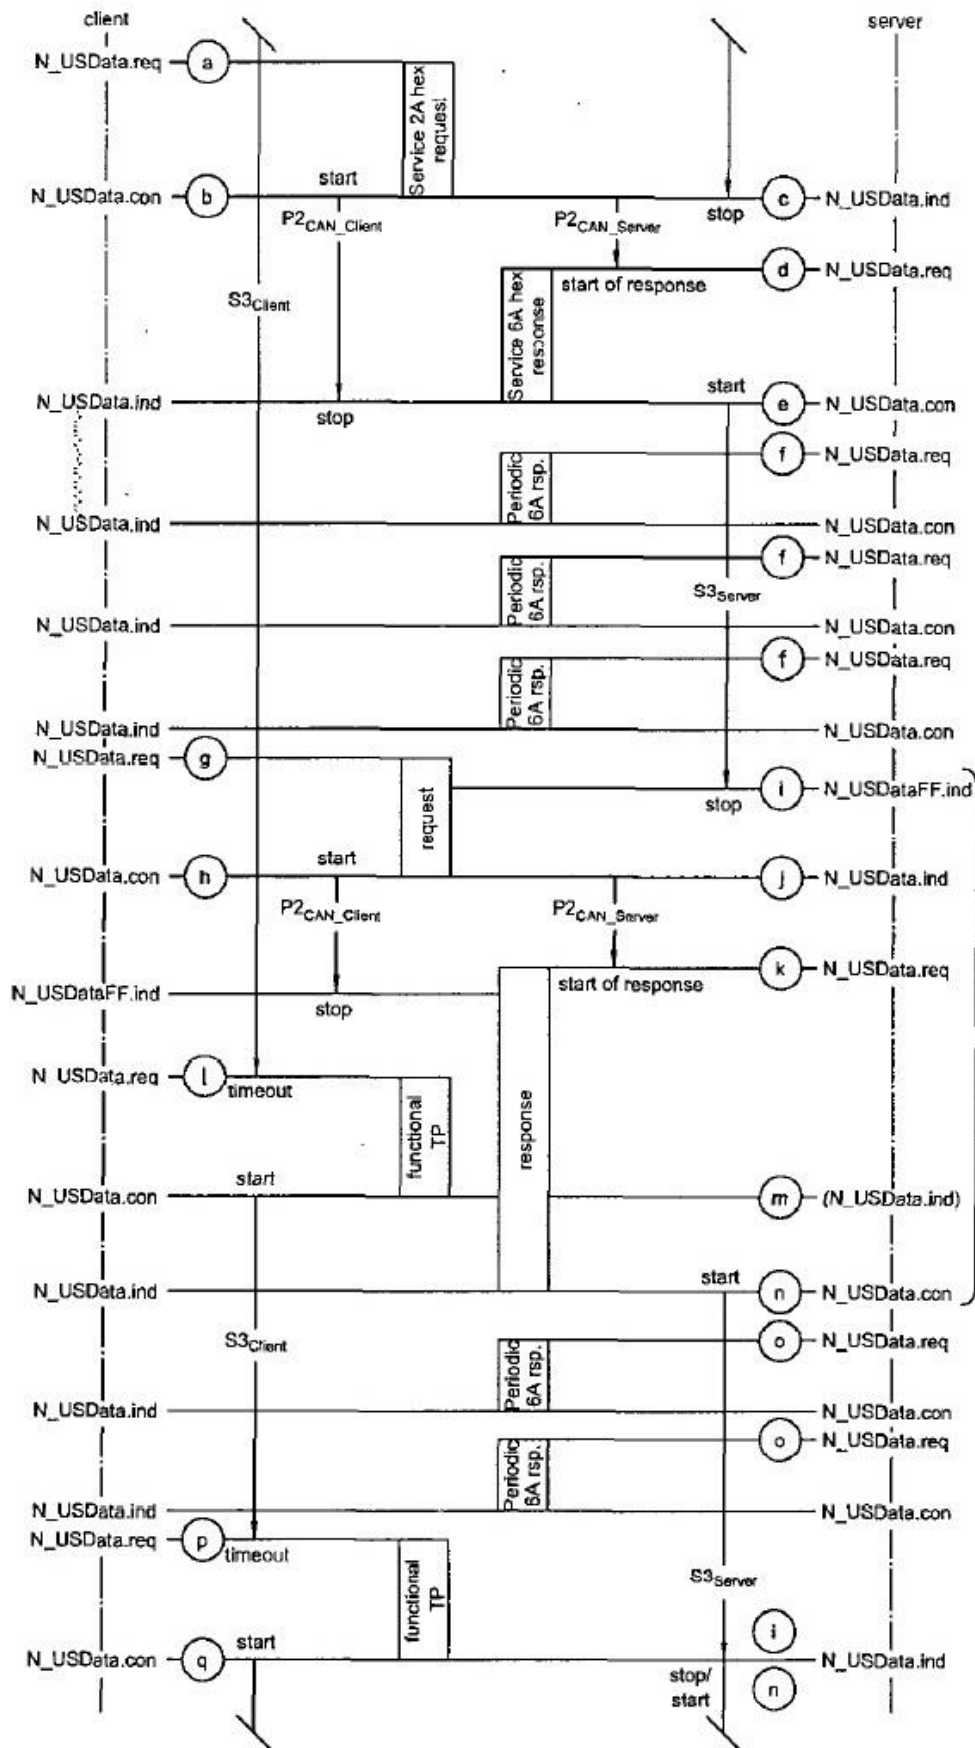 client
server
N_USData.req
a
Service 2A hex
request
N_USData.con
b
start
stop
c
N_USData.ind
P2CAN_Client
P2CAN_Server
start of response
d
N_USData.req
S3Client
Service 6A hex
response
N_USData.ind
stop
start
e
N_USData.con
f
N_USData.req
Periodic
6A rsp.
N_USData.ind
N_USData.con
f
N_USData.req
Periodic
6A rsp.
S3Server
N_USData.ind
N_USData.con
f
N_USData.req
Periodic
6A rsp.
N_USData.ind
N_USData.con
N_USData.req
g
request
stop
i
N_USDataFF.ind
N_USData.con
h
start
j
N_USData.ind
P2CAN_Client
P2CAN_Server
start of response
k
N_USData.req
N_USDataFF.ind
stop
response
N_USData.req
l
timeout
functional
TP
start
N_USData.con
m
(N_USData.ind)
N_USData.ind
start
n
N_USData.con
S3Client
o
N_USData.req
Periodic
6A rsp.
N_USData.ind
N_USData.con
o
N_USData.req
Periodic
6A rsp.
N_USData.ind
N_USData.con
N_USData.req
p
timeout
functional
TP
S3Server
N_USData.con
q
start
i
N_USData.ind
stop/
start
n